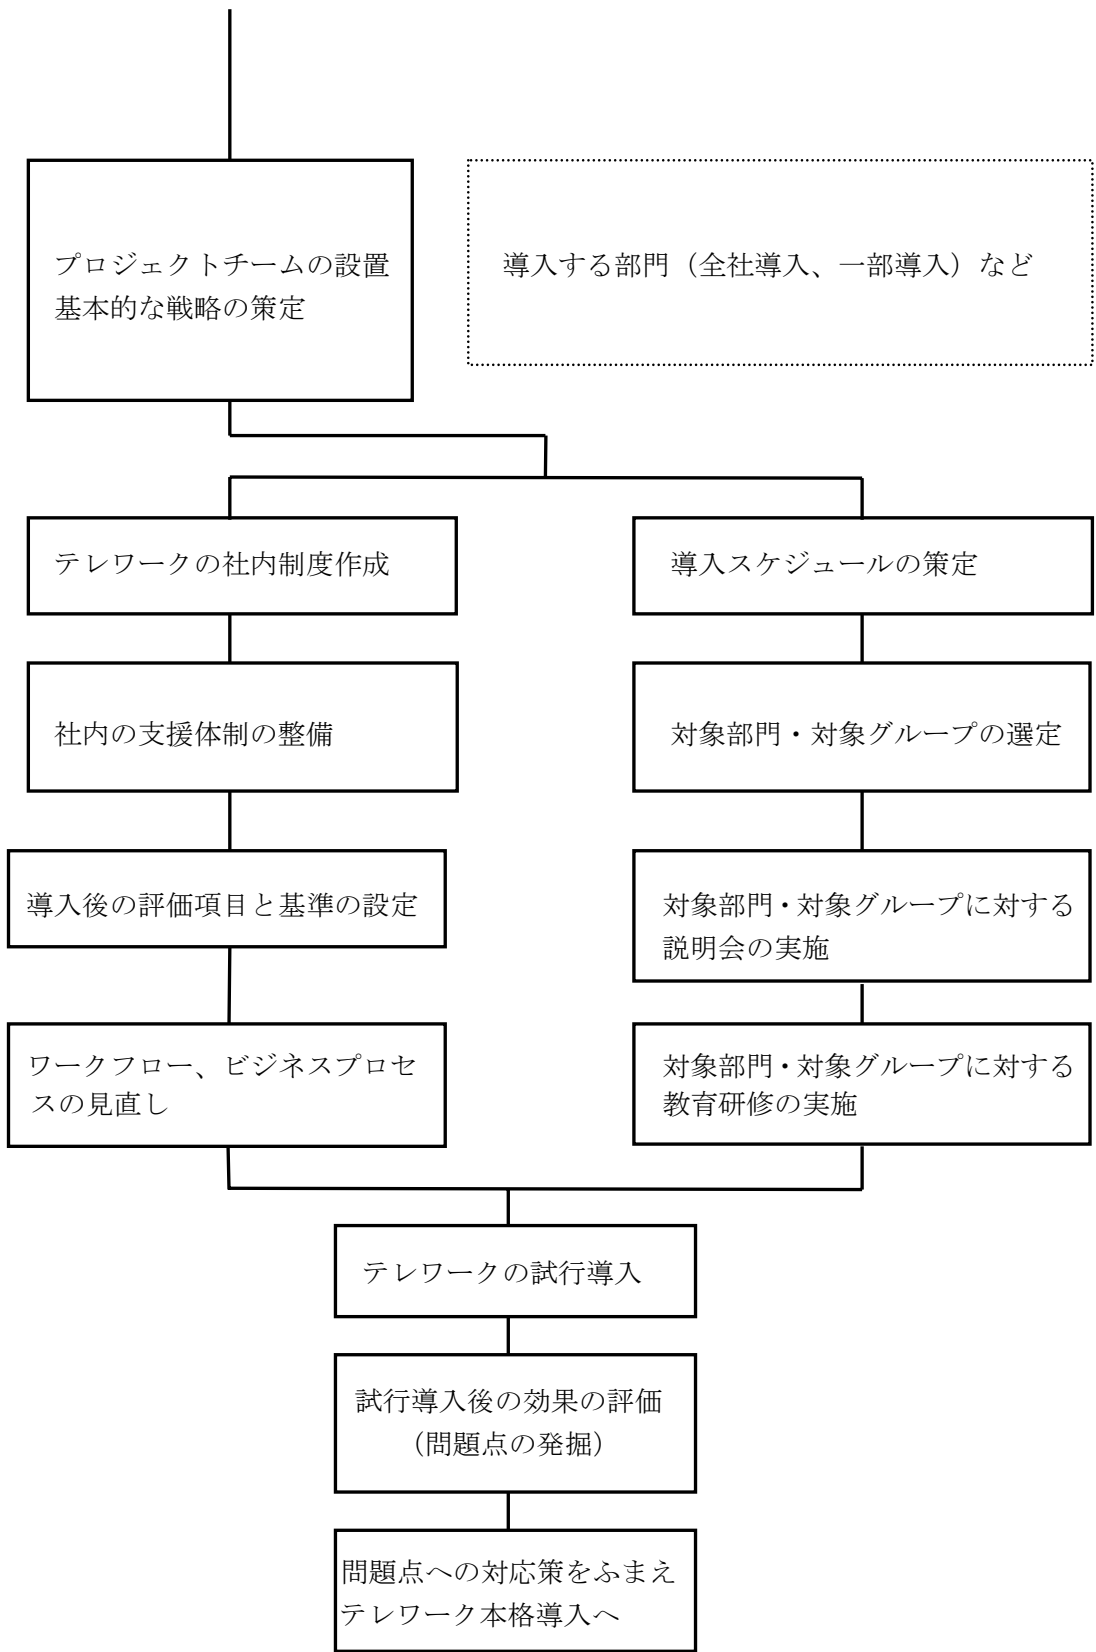 プロジェクトチームの設置
基本的な戦略の策定
導入する部門（全社導入、一部導入）など
テレワークの社内制度作成
導入スケジュールの策定
社内の支援体制の整備
対象部門・対象グループの選定
導入後の評価項目と基準の設定
対象部門・対象グループに対する
説明会の実施
ワークフロー、ビジネスプロセ
スの見直し
対象部門・対象グループに対する
教育研修の実施
テレワークの試行導入
試行導入後の効果の評価
（問題点の発掘）
問題点への対応策をふまえ
テレワーク本格導入へ